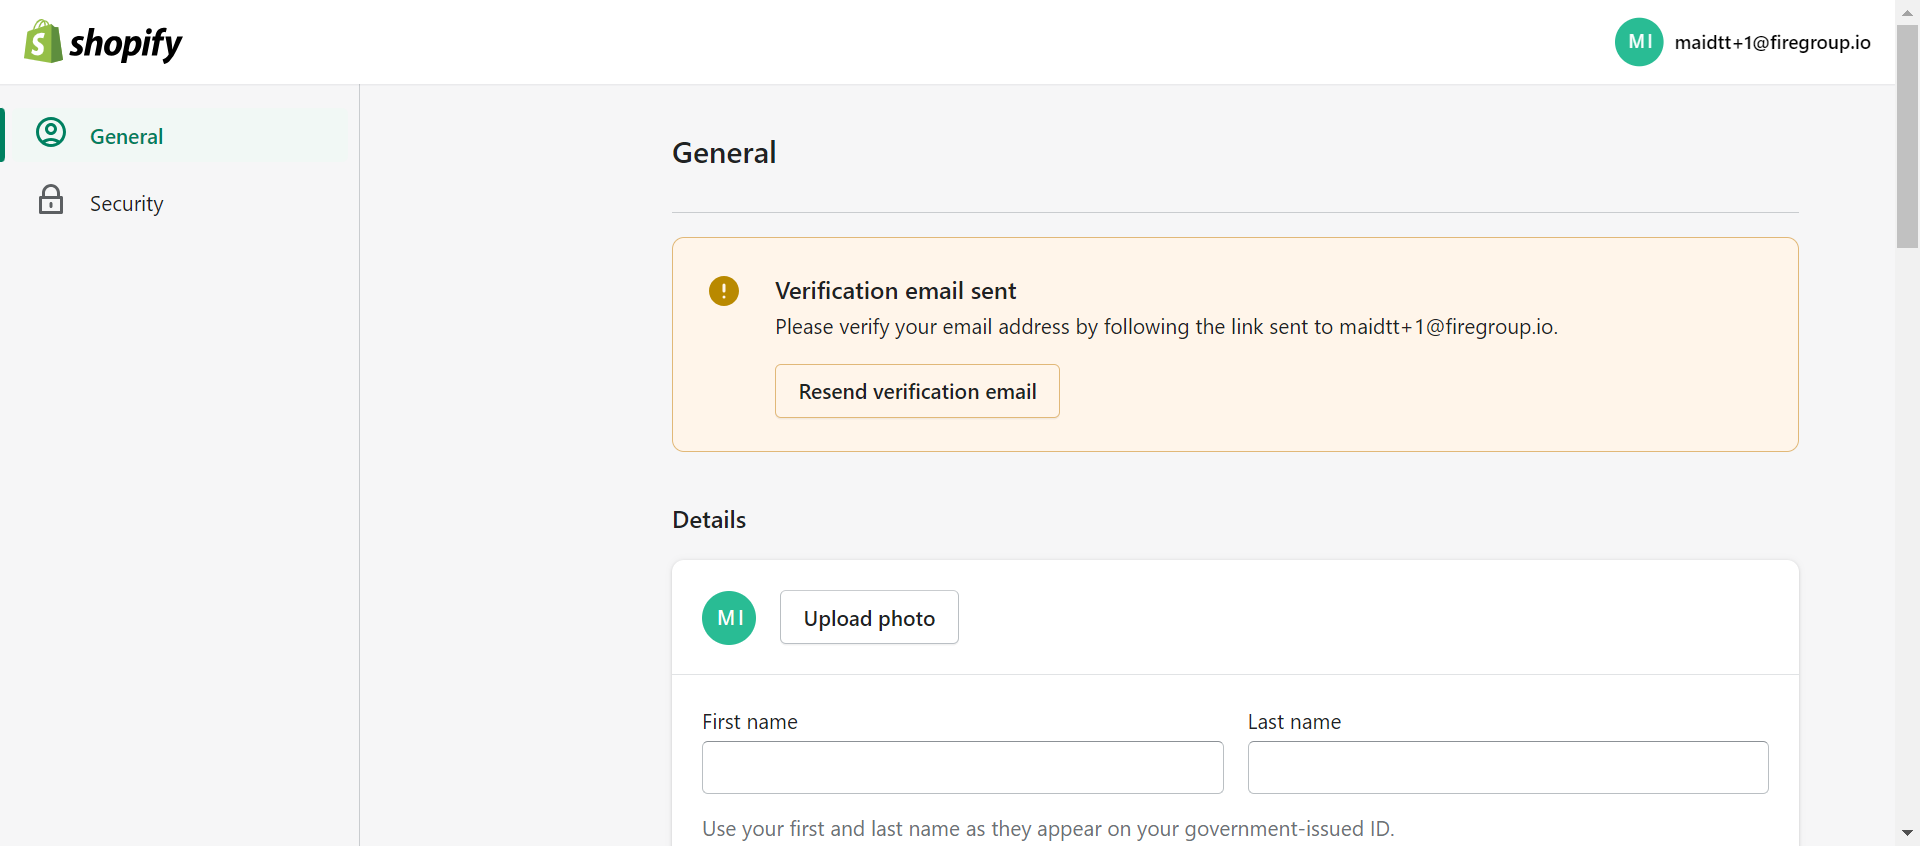 shopify
MI
maidtt+1@firegroup.io
General
Security
General
Verification email sent
Please verify your email address by following the link sent to maidtt+1@firegroup.io.
Resend verification email
Details
MI
Upload photo
First name
Last name
Use your first and last name as they appear on your government-issued ID.